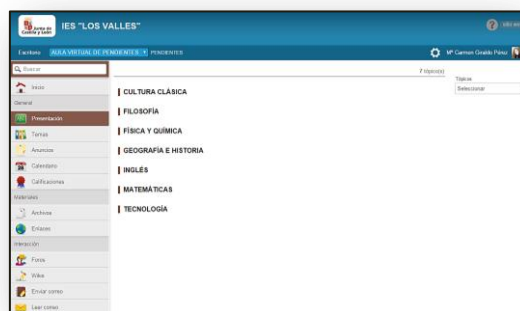 Junta de
Castilla y León
IES "LOS VALLES"
Escritorio AULA VIRTUAL DE PENDIENTES PENDIENTES
Mª Carmen Giraldo Pérez
Buscar
7 tópico(s)
Tópicos
Seleccionar
Inicio
General
Presentación
Temas
Anuncios
Calendario
Calificaciones
Materiales
Archivos
Enlaces
Interacción
Foros
Wikis
Enviar correo
Leer correo
CULTURA CLÁSICA
FILOSOFÍA
FÍSICA Y QUÍMICA
GEOGRAFÍA E HISTORIA
INGLÉS
MATEMÁTICAS
TECNOLOGÍA